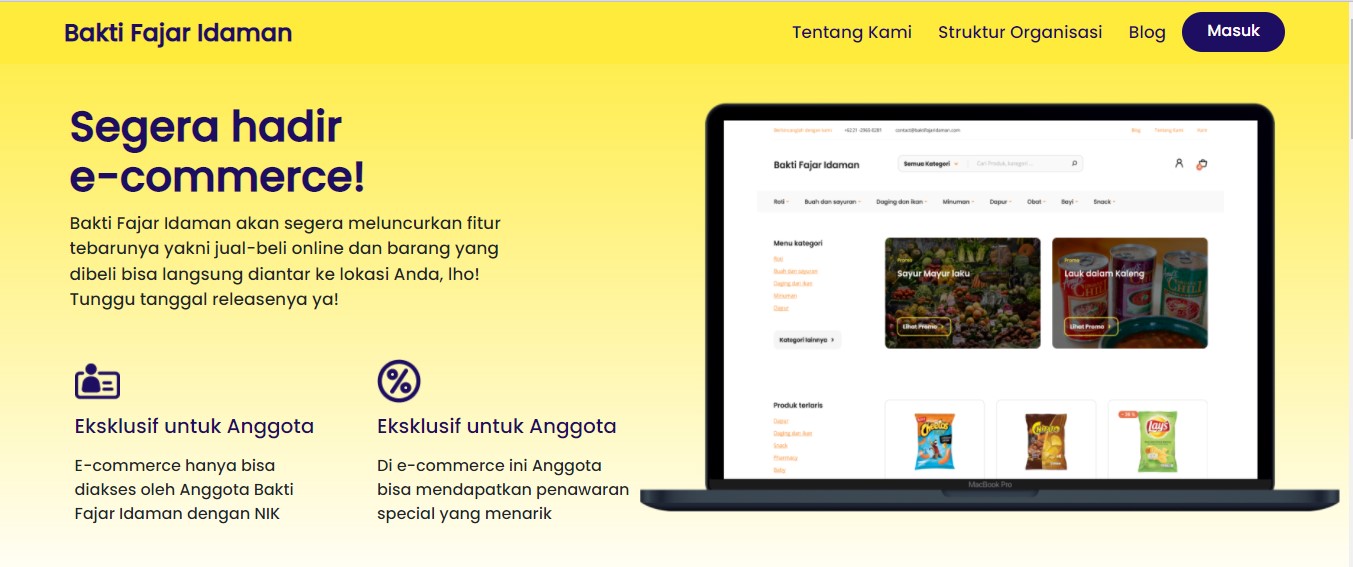 Bakti Fajar Idaman
Tentang Kami
Struktur Organisasi
Blog
Masuk
Segera hadir
e-commerce!
Bakti Fajar Idaman akan segera meluncurkan fitur
tebarunya yakni jual-beli online dan barang yang
dibeli bisa langsung diantar ke lokasi Anda, lho!
Tunggu tanggal releasenya ya!
Eksklusif untuk Anggota
E-commerce hanya bisa
diakses oleh Anggota Bakti
Fajar Idaman dengan NIK
Eksklusif untuk Anggota
Di e-commerce ini Anggota
bisa mendapatkan penawaran
special yang menarik
Blog
Bakti Fajar Idaman
Semua Kategori
Cari Produk, kategori ...
Roti
Buah dan sayuran
Daging dan ikan
Minuman
Dapur
Obat
Bayi
Snack
Menu kategori
Roti
Buah dan sayuran
Daging dan ikan
Minuman
Dapur
Kategori lainnya
Promo
Sayur Mayur laku
Lihat Promo
Promo
Lauk dalam Kaleng
Lihat Promo
Produk terlaris
Dapur
Daging dan ikan
Snack
Pharmacy
Baby
Cheetos
Lays
MacBook Pro